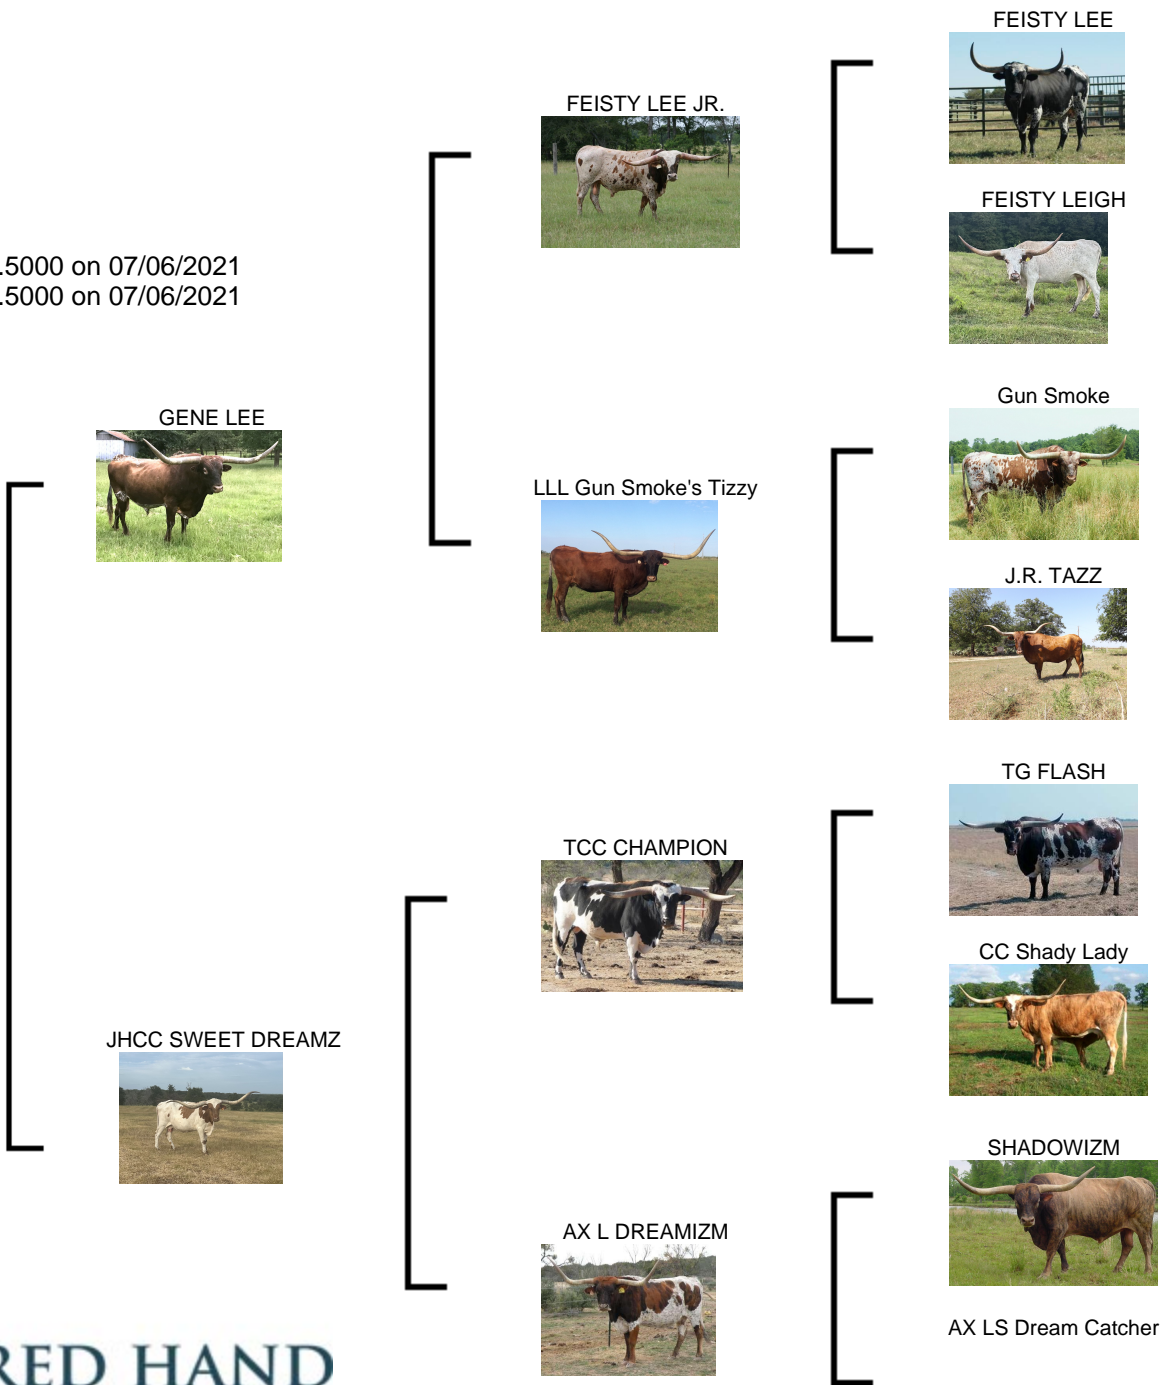 FEISTY LEE
FEISTY LEE JR.
FEISTY LEIGH
.5000 on 07/06/2021
.5000 on 07/06/2021
Gun Smoke
GENE LEE
LLL Gun Smoke's Tizzy
J.R. TAZZ
TG FLASH
TCC CHAMPION
CC Shady Lady
JHCC SWEET DREAMZ
SHADOWIZM
AX L DREAMIZM
AX LS Dream Catcher
RED HAND